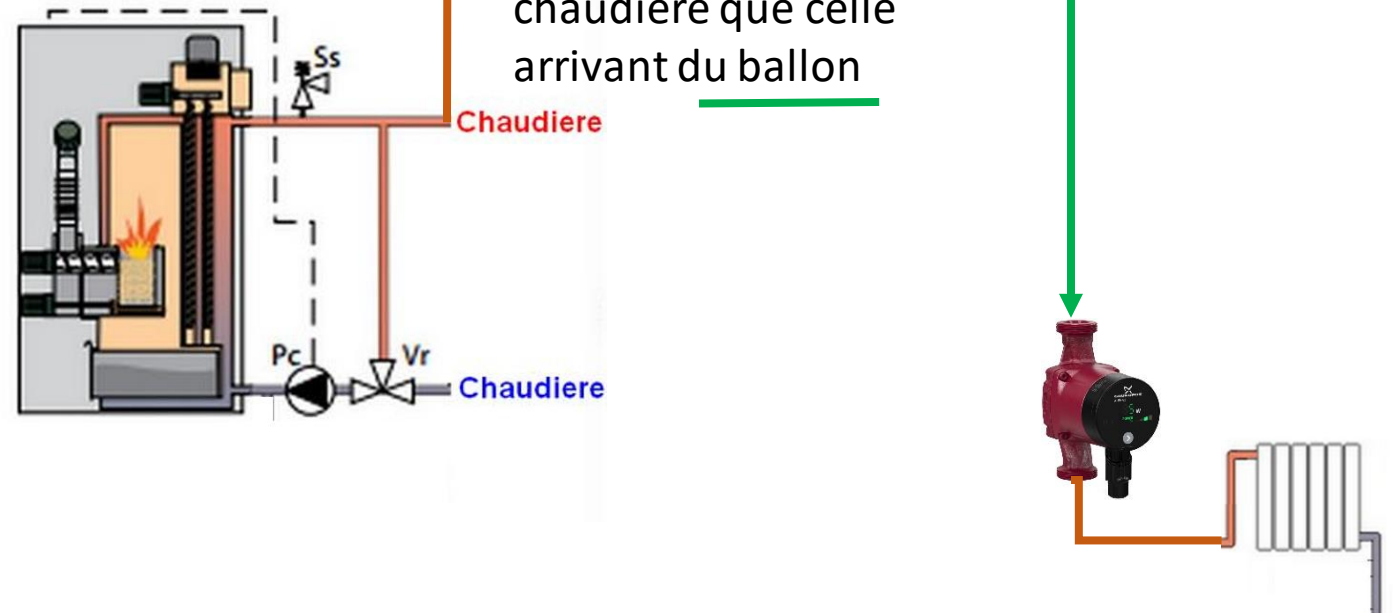 chaudière que celle
arrivant du ballon
Ss
Chaudiere
Pc
Vr
Chaudiere